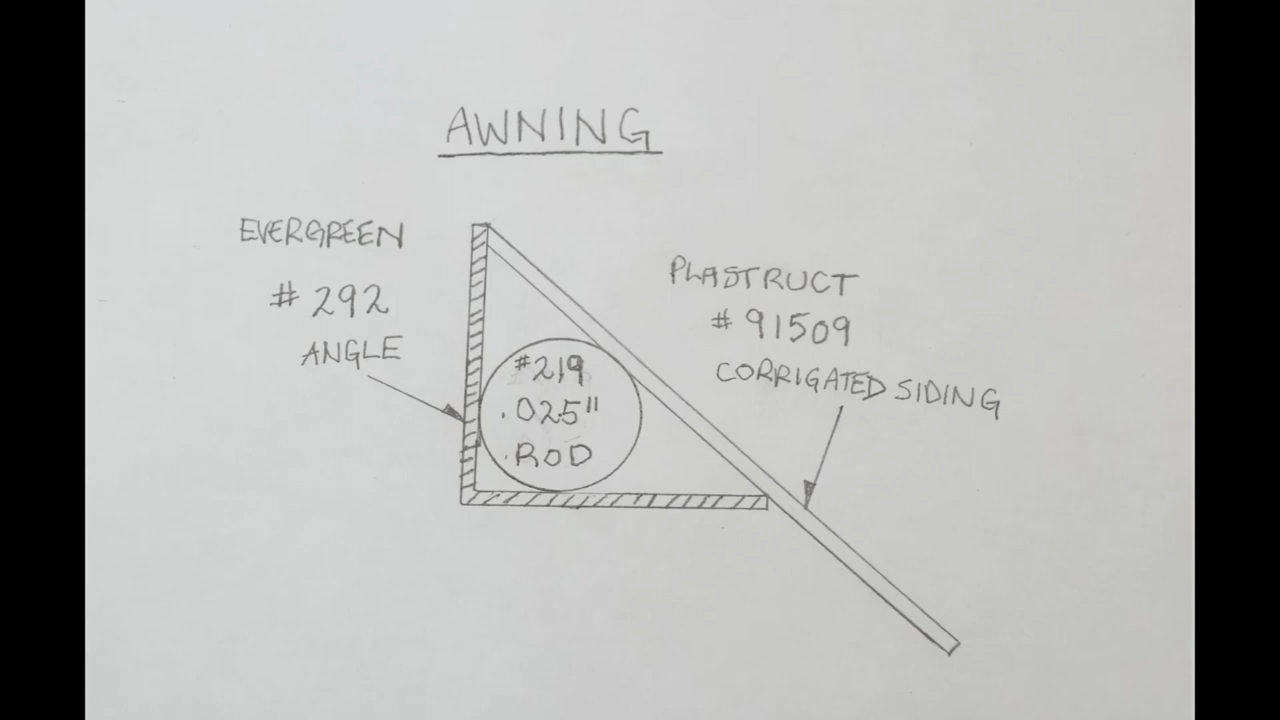 AWNING
EVERGREEN
# 292
ANGLE
PLASTRUCT
# 91509
CORRIGATED SIDING
#219
.025"
ROD